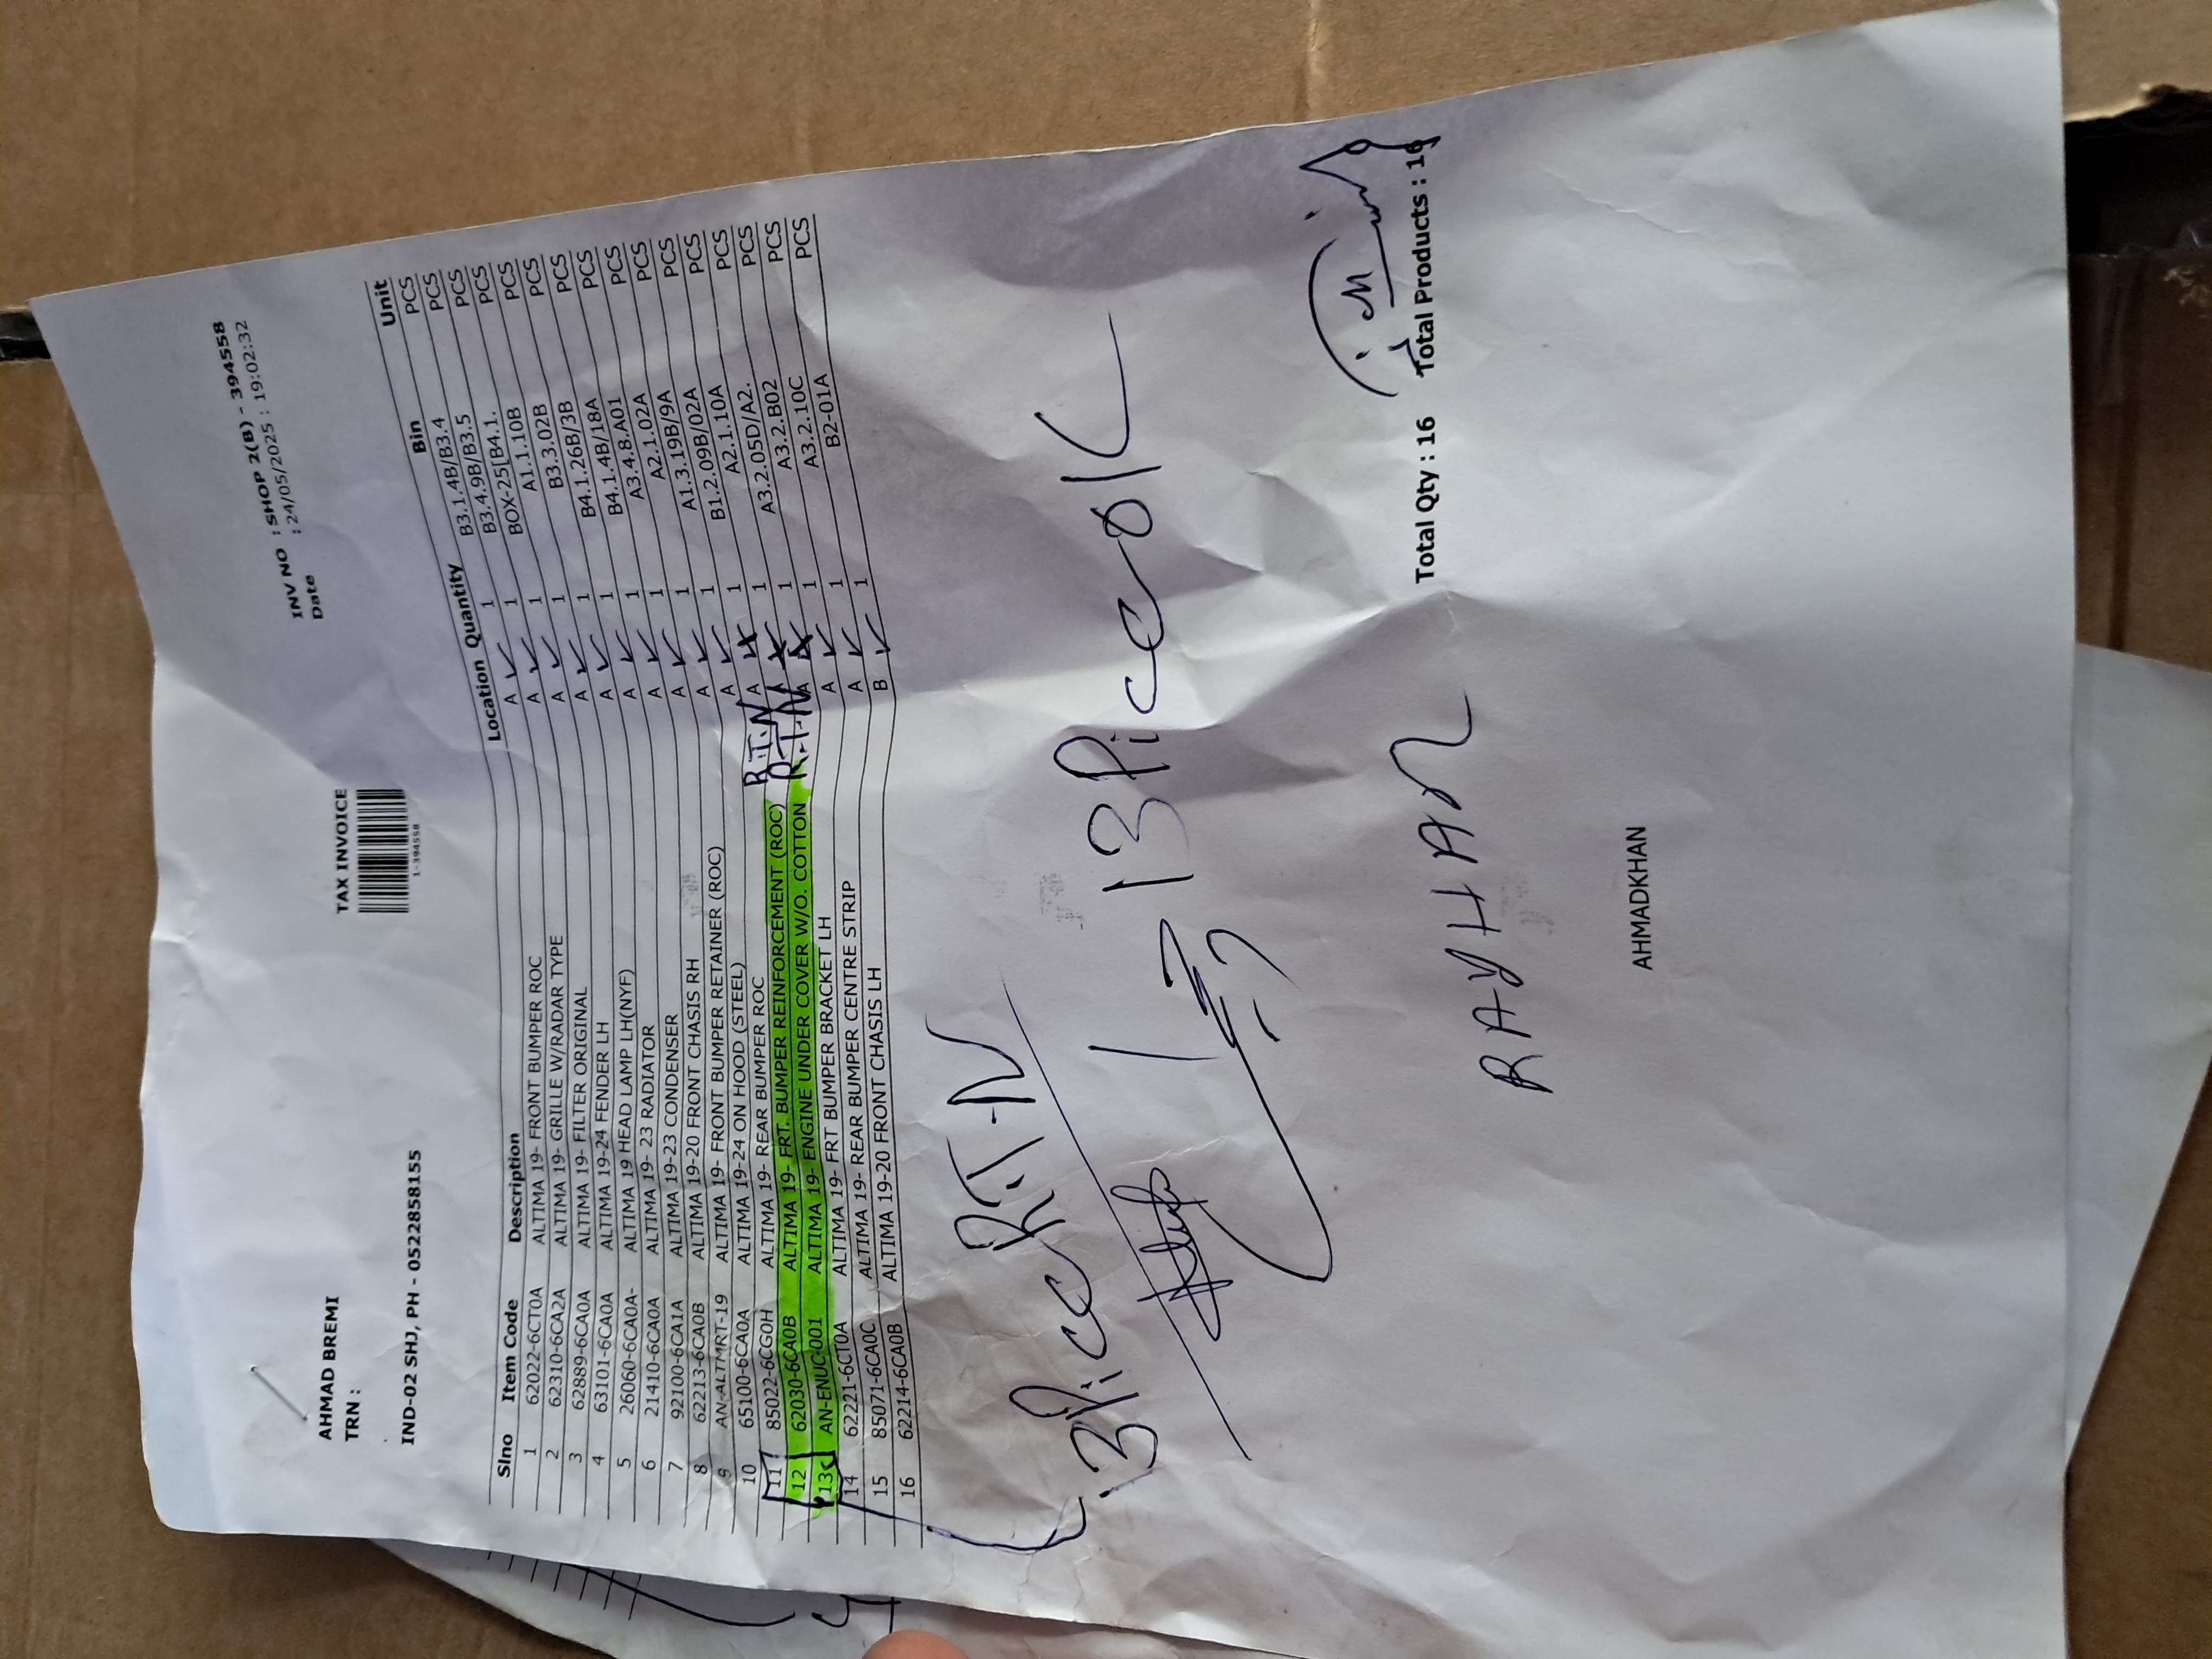 AHMAD BREMI
TRN :
IND-02 SHJ, PH - 0522858155
TAX INVOICE
1-394558
INV NO : SHOP 2(B) - 394558
Date : 24/05/2025 : 19:02:32
Slno Item Code Description Location Quantity Bin Unit
1 62022-6CT0A ALTIMA 19- FRONT BUMPER ROC A 1 B3.1.4B/B3.4 PCS
2 62310-6CA2A ALTIMA 19- GRILLE W/RADAR TYPE A 1 B3.4.9B/B3.5 PCS
3 62889-6CA0A ALTIMA 19- FILTER ORIGINAL A 1 BOX-25[B4.1. PCS
4 63101-6CA0A ALTIMA 19-24 FENDER LH A 1 A1.1.10B PCS
5 26060-6CA0A- ALTIMA 19 HEAD LAMP LH(NYF) A 1 B3.3.02B PCS
6 21410-6CA0A ALTIMA 19- 23 RADIATOR A 1 B4.1.26B/3B PCS
7 92100-6CA1A ALTIMA 19-23 CONDENSER A 1 B4.1.4B/18A PCS
8 62213-6CA0B ALTIMA 19-20 FRONT CHASIS RH A 1 A3.4.8.A01 PCS
9 AN-ALTMRT-19 ALTIMA 19- FRONT BUMPER RETAINER (ROC) A 1 A2.1.02A PCS
10 65100-6CA0A ALTIMA 19-24 ON HOOD (STEEL) A 1 A1.3.19B/9A PCS
11 85022-6CG0H ALTIMA 19- REAR BUMPER ROC R.T.N A 1 B1.2.09B/02A PCS
12 62030-6CA0B ALTIMA 19- FRT. BUMPER REINFORCEMENT (ROC) R.T.N A 1 A2.1.10A PCS
13 AN-ENUC-001 ALTIMA 19- ENGINE UNDER COVER W/O. COTTON R.T.N A 1 A3.2.05D/A2. PCS
14 62221-6CT0A ALTIMA 19- FRT BUMPER BRACKET LH A 1 A3.2.B02 PCS
15 85071-6CA0C ALTIMA 19- REAR BUMPER CENTRE STRIP A 1 A3.2.10C PCS
16 62214-6CA0B ALTIMA 19-20 FRONT CHASIS LH B 1 B2-01A PCS
3Pice RT-N
13Pice ok
RAYHAN
Total Qty : 16 Total Products : 16
AHMADKHAN